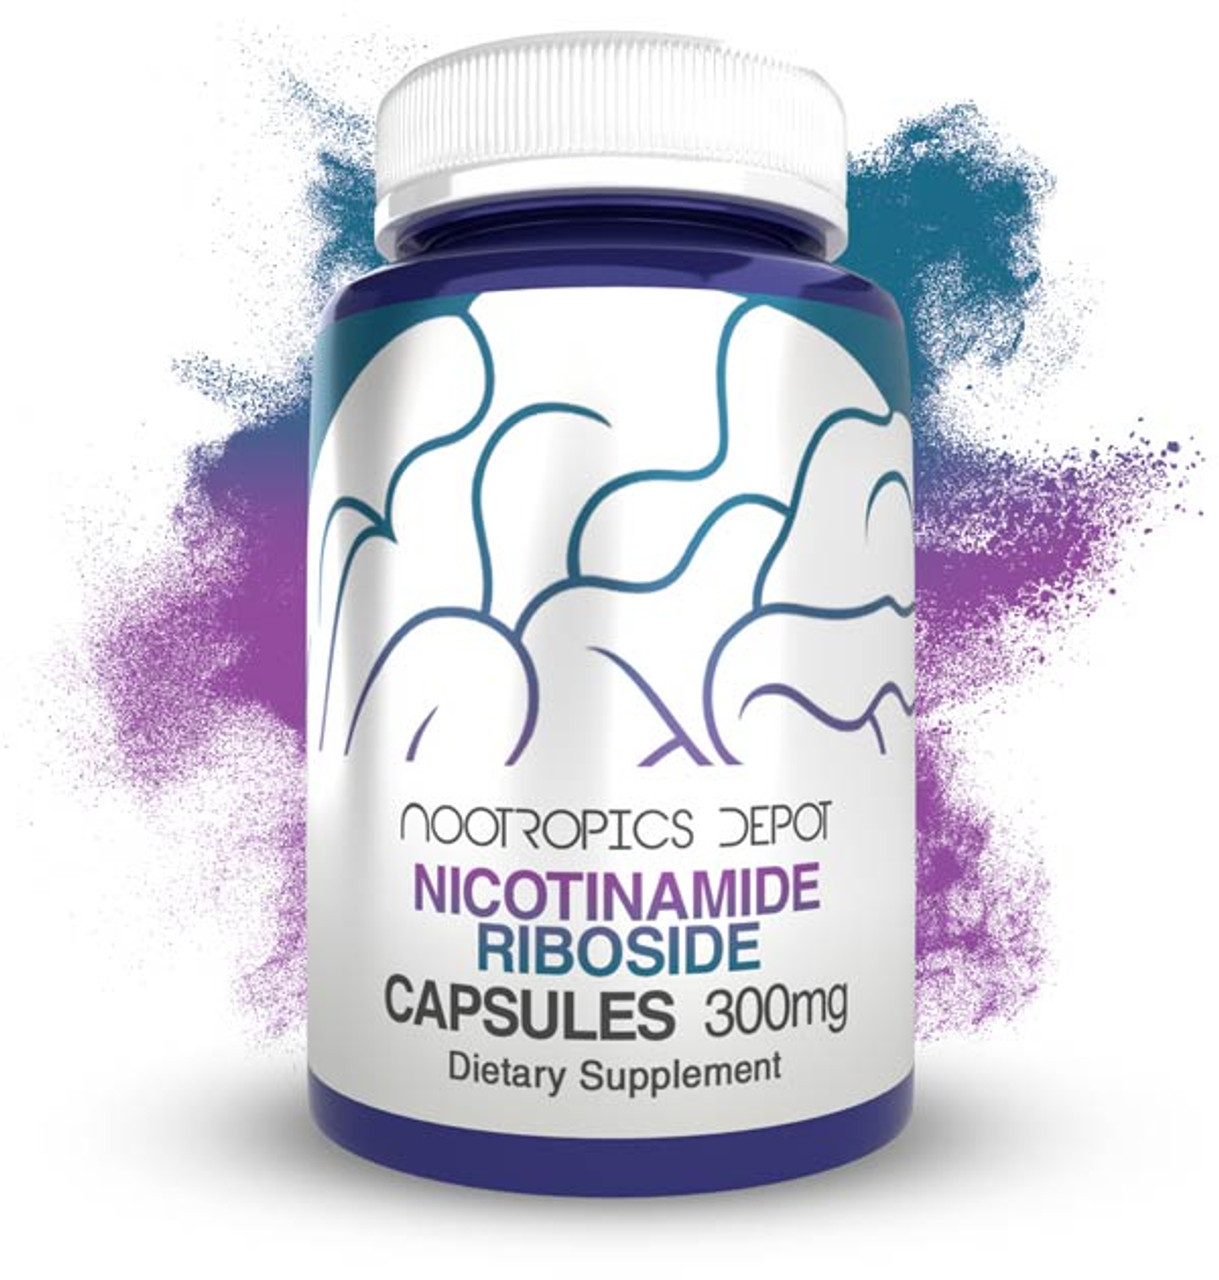 NOOTROPICS DEPOT
NICOTINAMIDE
RIBOSIDE
CAPSULES 300mg
Dietary Supplement